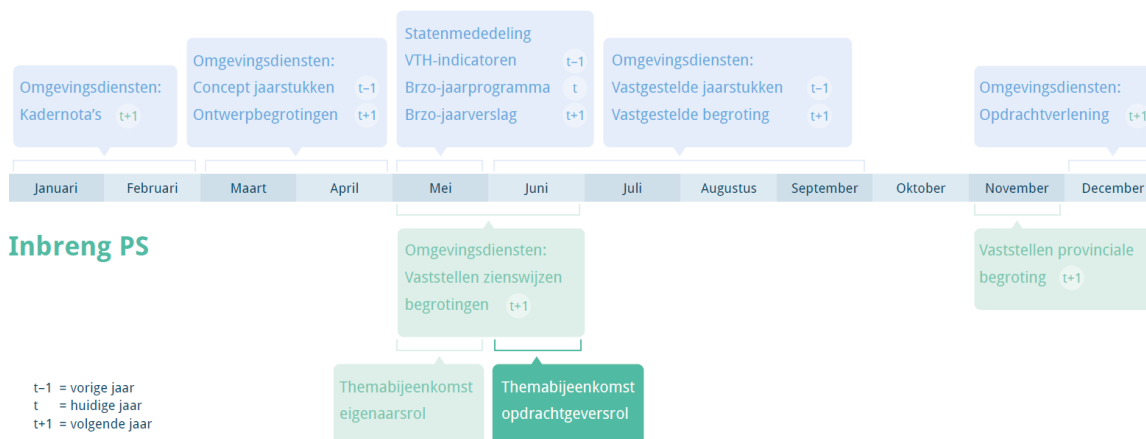 Omgevingsdiensten:
Kadernota's t+1
Omgevingsdiensten:
Concept jaarstukken t–1
Ontwerpbegrotingen t+1
Statenmededeling
VTH-indicatoren t–1
Brzo-jaarprogramma t
Brzo-jaarverslag t+1
Omgevingsdiensten:
Vastgestelde jaarstukken t–1
Vastgestelde begroting t+1
Omgevingsdiensten:
Opdrachtverlening t+1
Januari Februari Maart April Mei Juni Juli Augustus September Oktober November December
Inbreng PS
Omgevingsdiensten:
Vaststellen zienswijzen
begrotingen t+1
Vaststellen provinciale
begroting t+1
Themabijeenkomst
eigenaarsrol
Themabijeenkomst
opdrachtgeversrol
t–1 = vorige jaar
t = huidige jaar
t+1 = volgende jaar